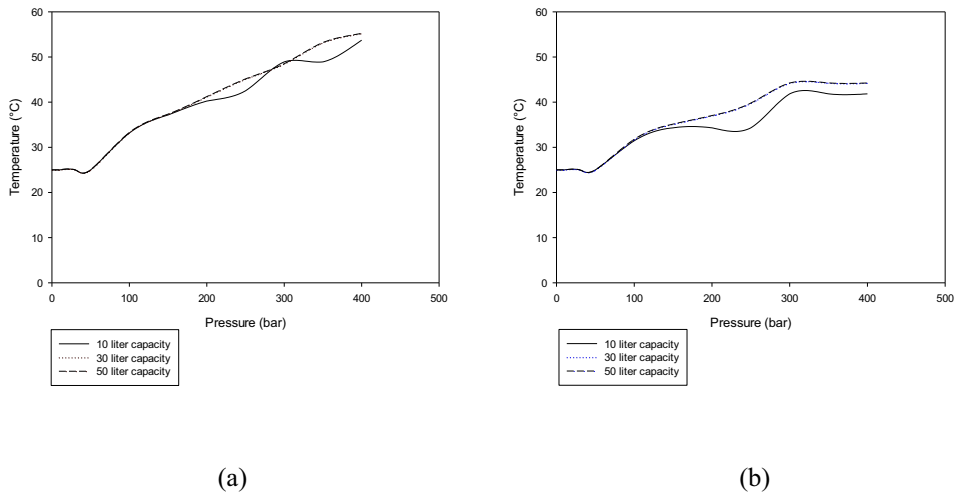 60
50
40
30
20
10
0
Temperature (°C)
0 100 200 300 400 500
Pressure (bar)
10 liter capacity
30 liter capacity
50 liter capacity
(a)
60
50
40
30
20
10
0
Temperature (°C)
0 100 200 300 400 500
Pressure (bar)
10 liter capacity
30 liter capacity
50 liter capacity
(b)